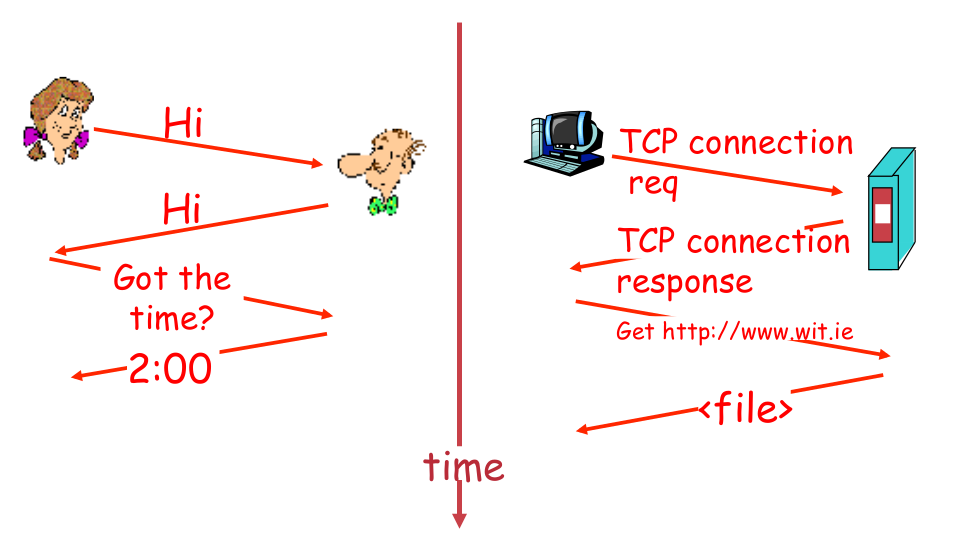 Hi
Hi
Got the
time?
2:00
TCP connection
req
TCP connection
response
Get http://www.wit.ie
<file>
time